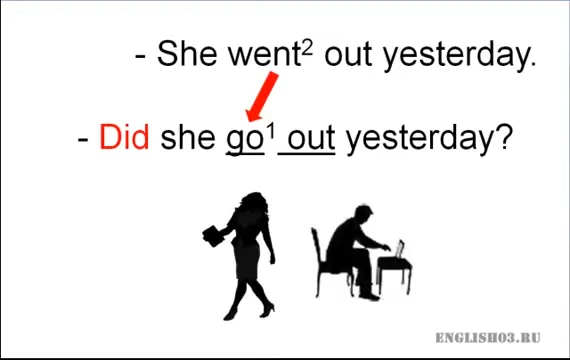 - She went² out yesterday.
- Did she go¹ out yesterday?
ENGLISH03.RU